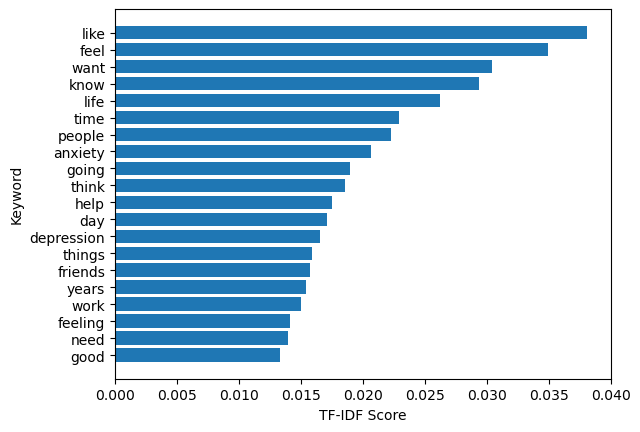 like
feel
want
know
life
time
people
anxiety
going
think
help
day
depression
things
friends
years
work
feeling
need
good
Keyword
0.000 0.005 0.010 0.015 0.020 0.025 0.030 0.035 0.040
TF-IDF Score